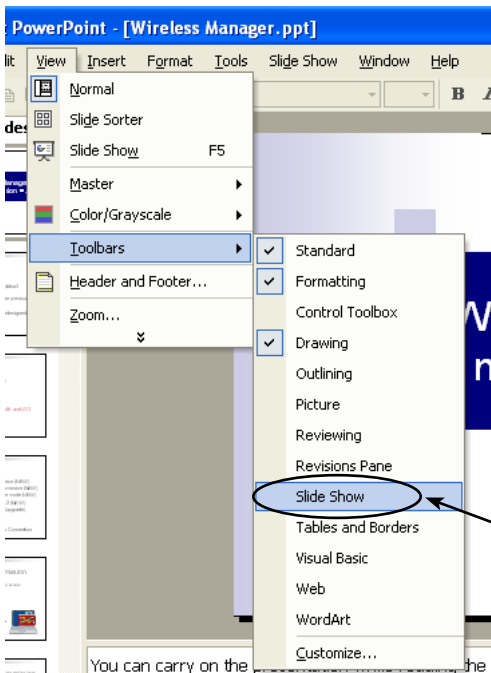 PowerPoint - [Wireless Manager.ppt]
View Insert Format Tools Slide Show Window Help
B
Normal
Slide Sorter
Slide Show F5
Master
Color/Grayscale
Toolbars
Header and Footer...
Zoom...
Standard
Formatting
Control Toolbox
Drawing
Outlining
Picture
Reviewing
Revisions Pane
Slide Show
Tables and Borders
Visual Basic
Web
WordArt
Customize...
You can carry on the